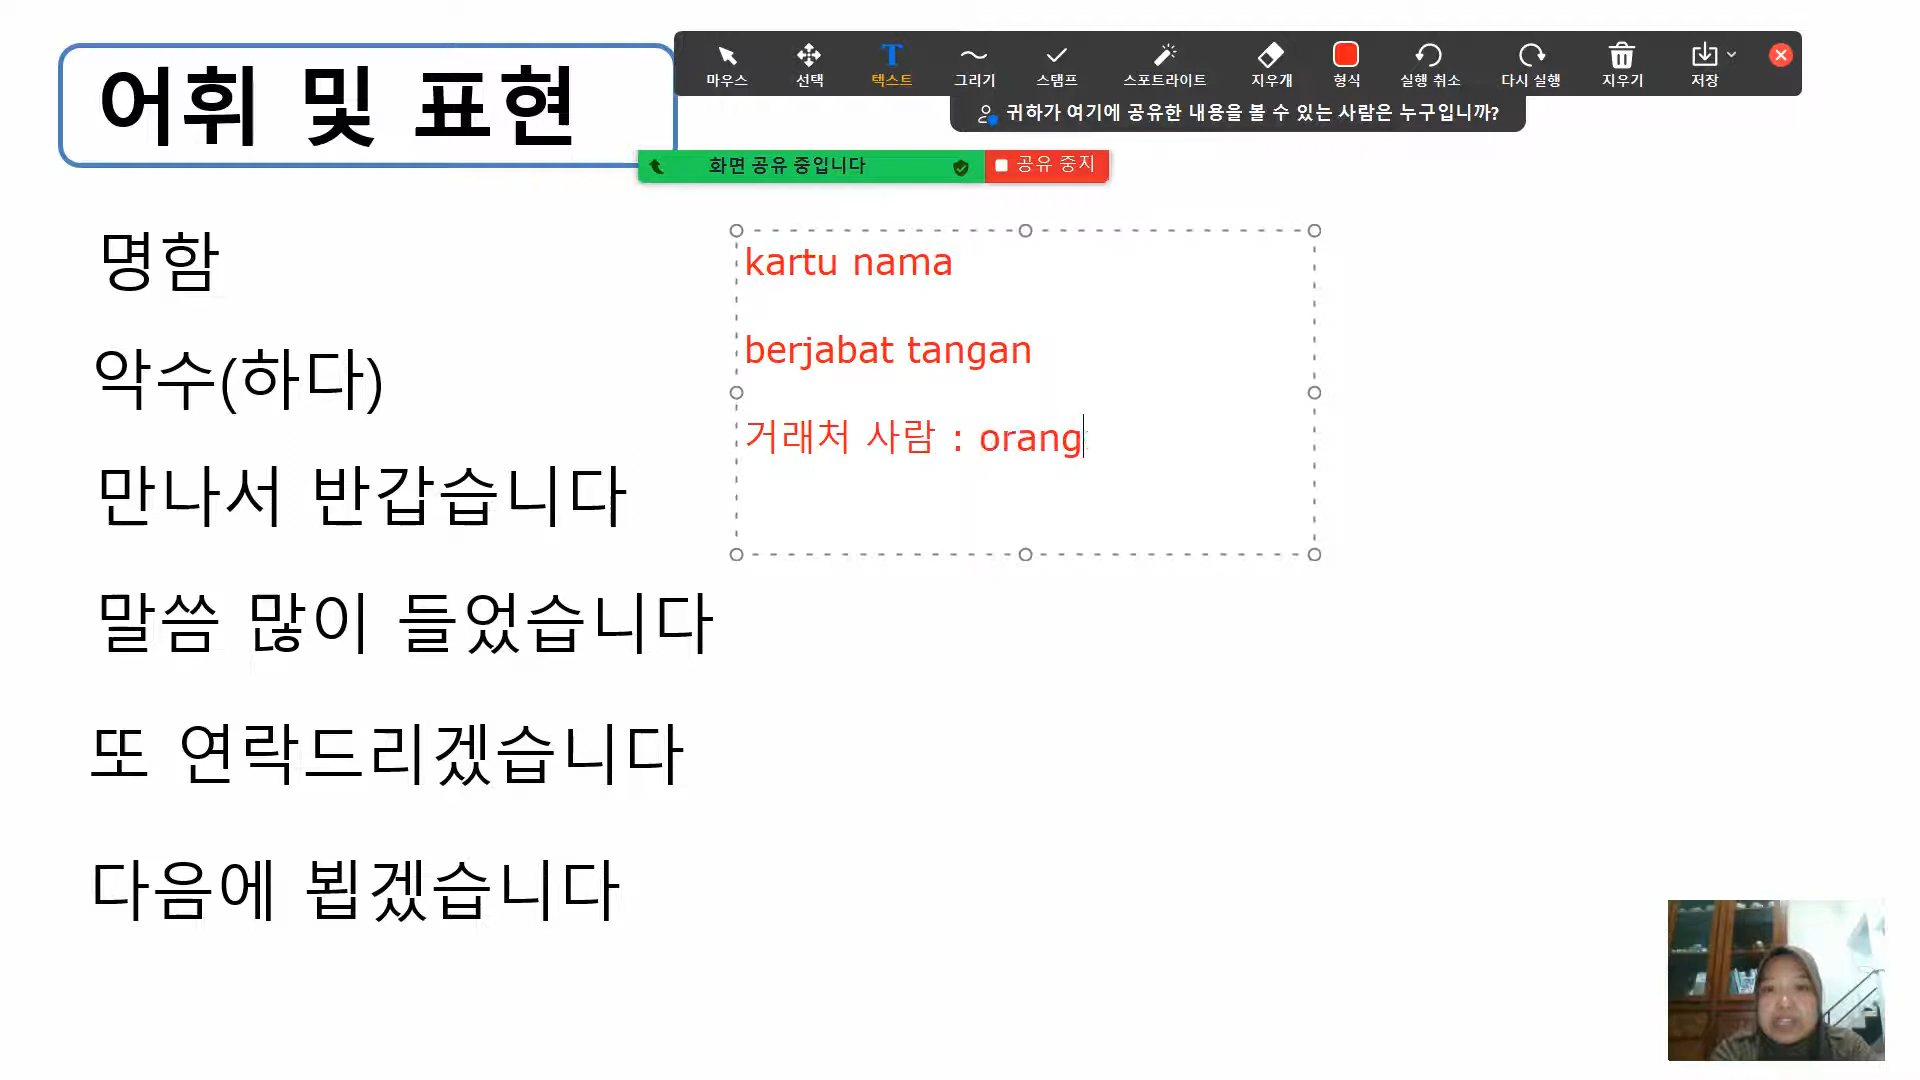 어휘 및 표현
마우스 선택 텍스트 그리기 스탬프 스포트라이트 지우개 형식 실행 취소 다시 실행 지우기 저장
귀하가 여기에 공유한 내용을 볼 수 있는 사람은 누구입니까?
화면 공유 중입니다 공유 중지
명함
kartu nama
악수(하다)
berjabat tangan
거래처 사람 : orang
만나서 반갑습니다
말씀 많이 들었습니다
또 연락드리겠습니다
다음에 뵙겠습니다